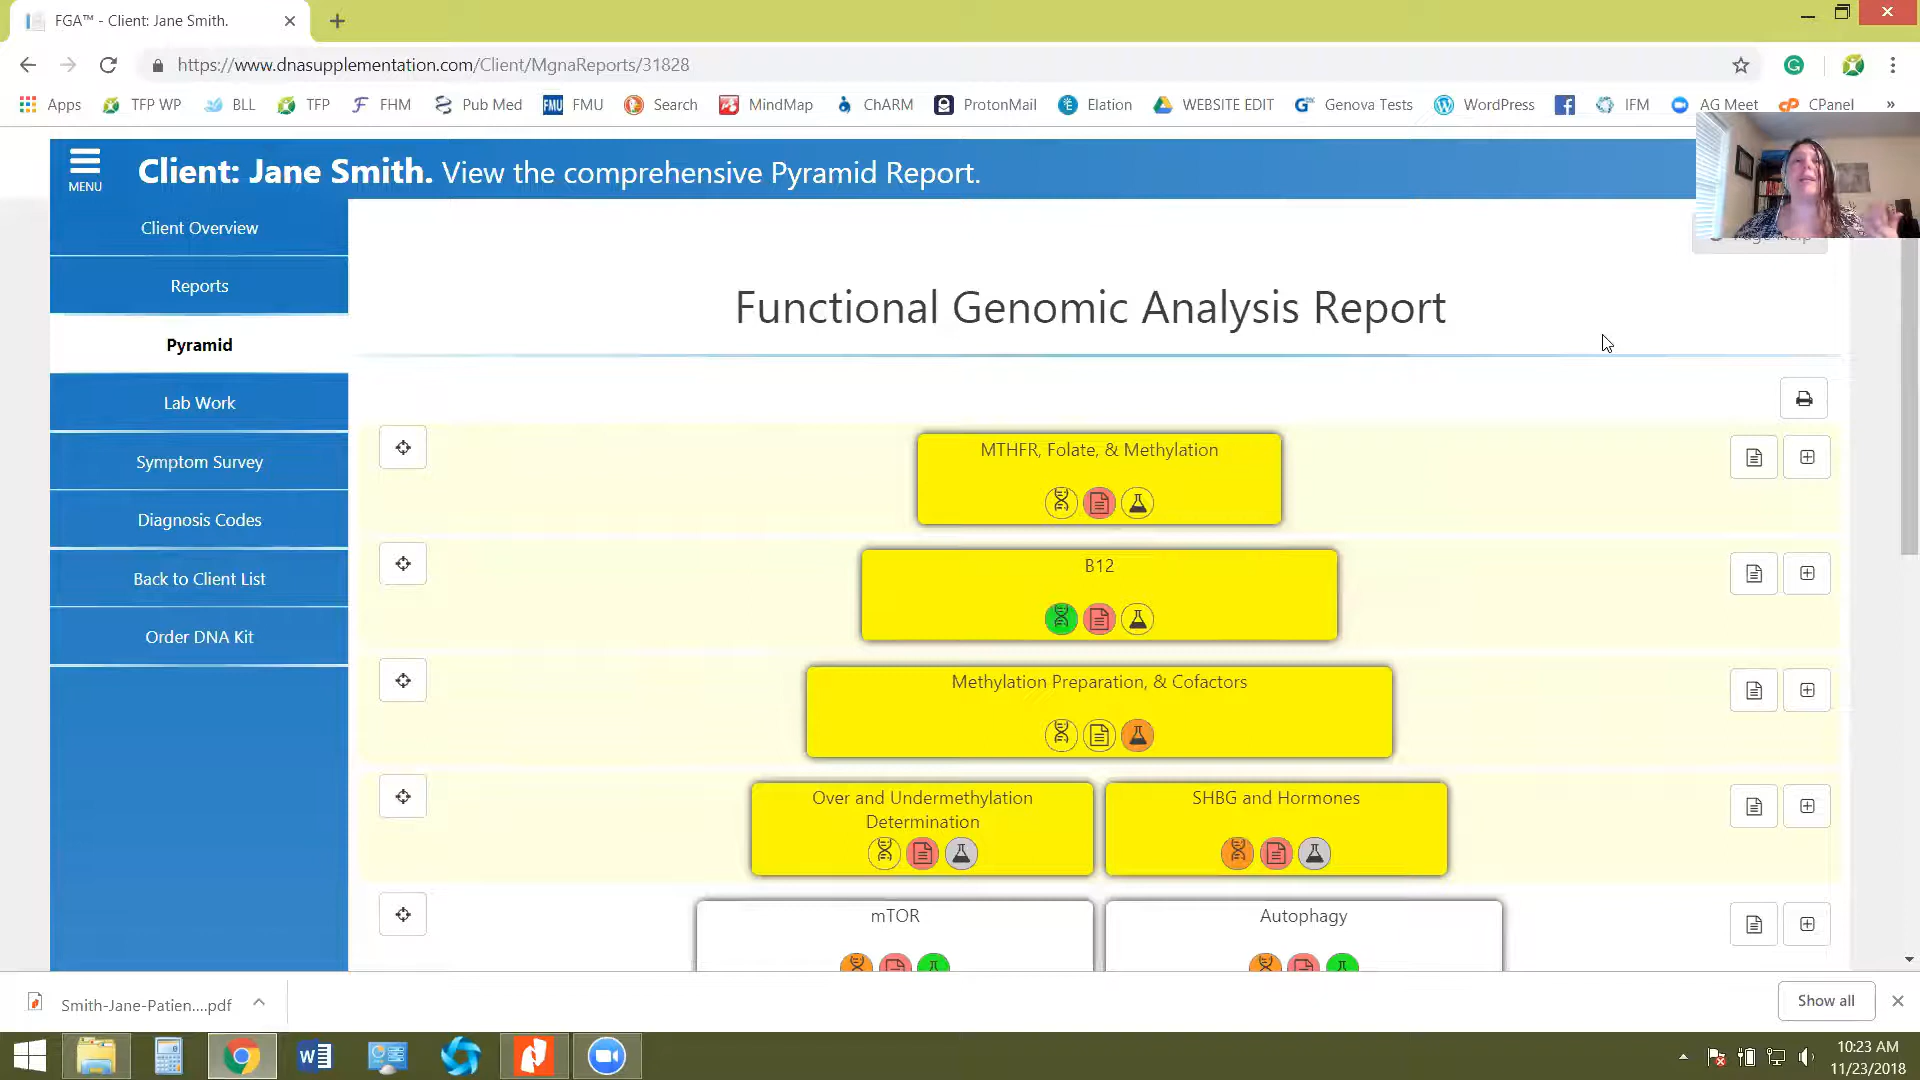 FGA™ - Client: Jane Smith.
https://www.dnasupplementation.com/Client/MgnaReports/31828
Apps TFP WP BLL TFP FHM Pub Med FMU FMU Search MindMap ChARM ProtonMail Elation WEBSITE EDIT Genova Tests WordPress IFM AG Meet CPanel »
MENU
Client: Jane Smith. View the comprehensive Pyramid Report.
Client Overview
Reports
Pyramid
Lab Work
Symptom Survey
Diagnosis Codes
Back to Client List
Order DNA Kit
Functional Genomic Analysis Report
MTHFR, Folate, & Methylation
B12
Methylation Preparation, & Cofactors
Over and Undermethylation
Determination
SHBG and Hormones
mTOR
Autophagy
Smith-Jane-Patien....pdf
Show all
10:23 AM
11/23/2018